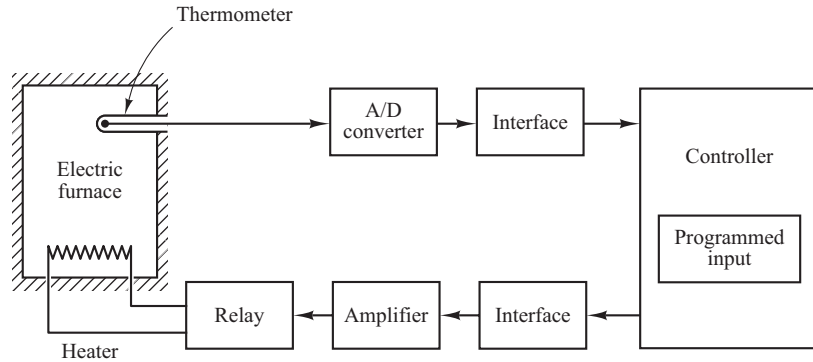 Thermometer
A/D
converter
Interface
Controller
Electric
furnace
Programmed
input
Relay
Amplifier
Interface
Heater